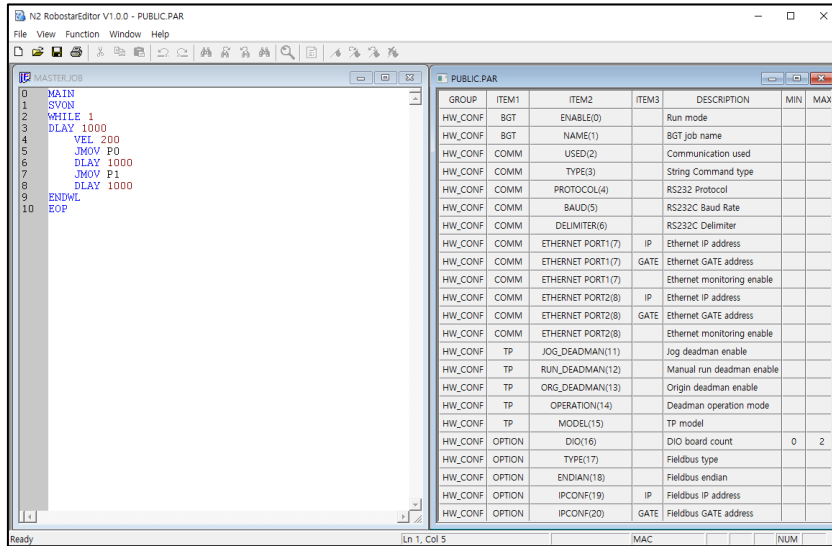 N2 RobostarEditor V1.0.0 - PUBLIC.PAR
File View Function Window Help
MASTER.JOB
0 MAIN
1 SVON
2 WHILE 1
3 DLAY 1000
4 VEL 200
5 JMOV P0
6 DLAY 1000
7 JMOV P1
8 DLAY 1000
9 ENDWL
10 EOP
PUBLIC.PAR
GROUP ITEM1 ITEM2 ITEM3 DESCRIPTION MIN MAX
HW_CONF BGT ENABLE(0) Run mode
HW_CONF BGT NAME(1) BGT job name
HW_CONF COMM USED(2) Communication used
HW_CONF COMM TYPE(3) String Command type
HW_CONF COMM PROTOCOL(4) RS232 Protocol
HW_CONF COMM BAUD(5) RS232C Baud Rate
HW_CONF COMM DELIMITER(6) RS232C Delimiter
HW_CONF COMM ETHERNET PORT1(7) IP Ethernet IP address
HW_CONF COMM ETHERNET PORT1(7) GATE Ethernet GATE address
HW_CONF COMM ETHERNET PORT1(7) Ethernet monitoring enable
HW_CONF COMM ETHERNET PORT2(8) IP Ethernet IP address
HW_CONF COMM ETHERNET PORT2(8) GATE Ethernet GATE address
HW_CONF COMM ETHERNET PORT2(8) Ethernet monitoring enable
HW_CONF TP JOG_DEADMAN(11) Jog deadman enable
HW_CONF TP RUN_DEADMAN(12) Manual run deadman enable
HW_CONF TP ORG_DEADMAN(13) Origin deadman enable
HW_CONF TP OPERATION(14) Deadman operation mode
HW_CONF TP MODEL(15) TP model
HW_CONF OPTION DIO(16) DIO board count 0 2
HW_CONF OPTION TYPE(17) Fieldbus type
HW_CONF OPTION ENDIAN(18) Fieldbus endian
HW_CONF OPTION IPCONF(19) IP Fieldbus IP address
HW_CONF OPTION IPCONF(20) GATE Fieldbus GATE address
Ready Ln 1, Col 5 MAC NUM